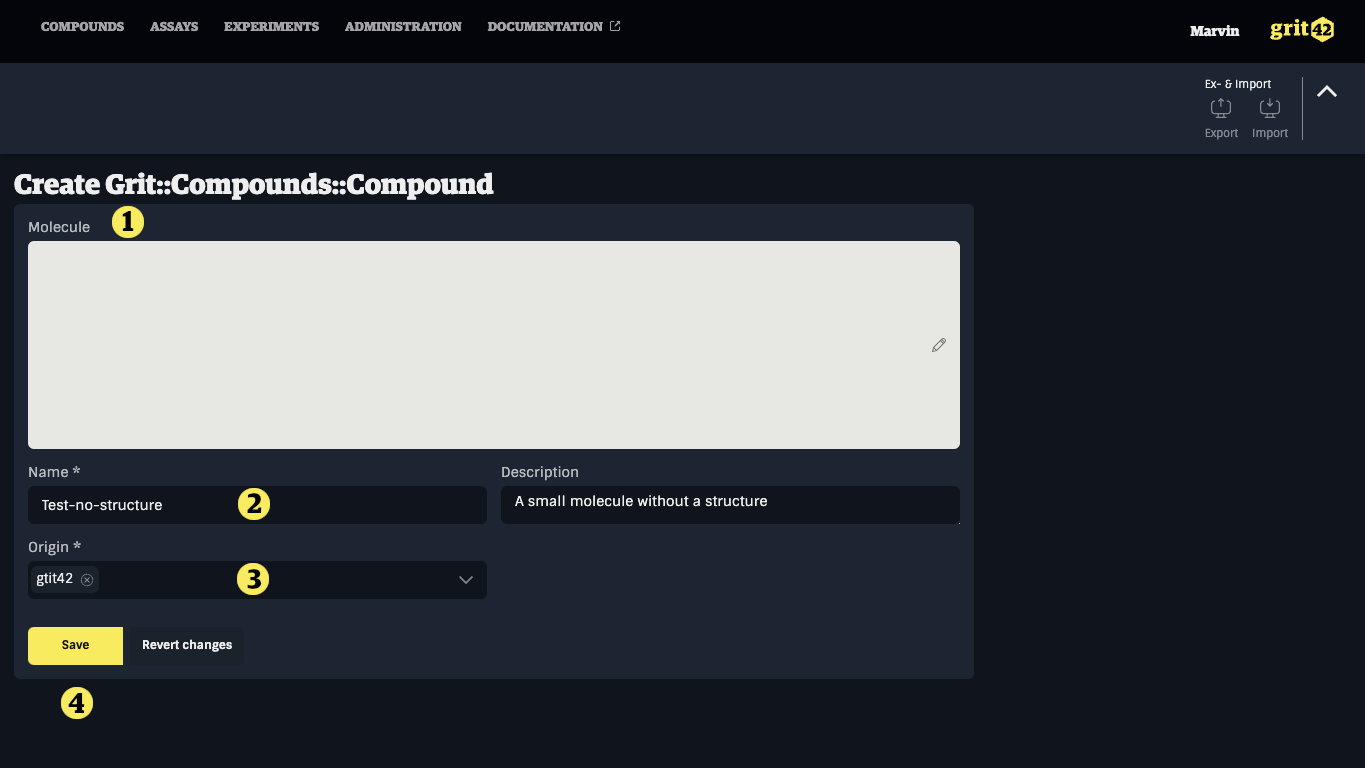 COMPOUNDS ASSAYS EXPERIMENTS ADMINISTRATION DOCUMENTATION Marvin grit42
Ex- & Import
Export Import
Create Grit::Compounds::Compound
Molecule 1
Name * Description
Test-no-structure 2 A small molecule without a structure
Origin *
gtit42 3
Save Revert changes
4